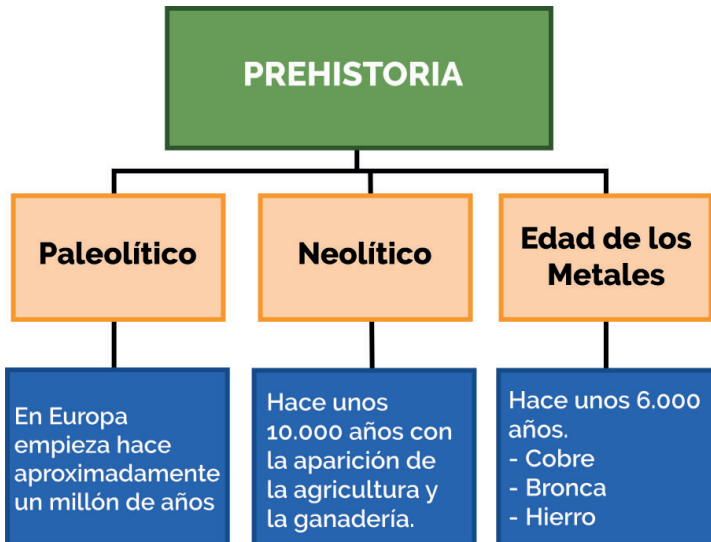 PREHISTORIA
Paleolítico
Neolítico
Edad de los
Metales
En Europa
empieza hace
aproximadamente
un millón de años
Hace unos
10.000 años con
la aparición de
la agricultura y
la ganadería.
Hace unos 6.000
años.
- Cobre
- Bronca
- Hierro